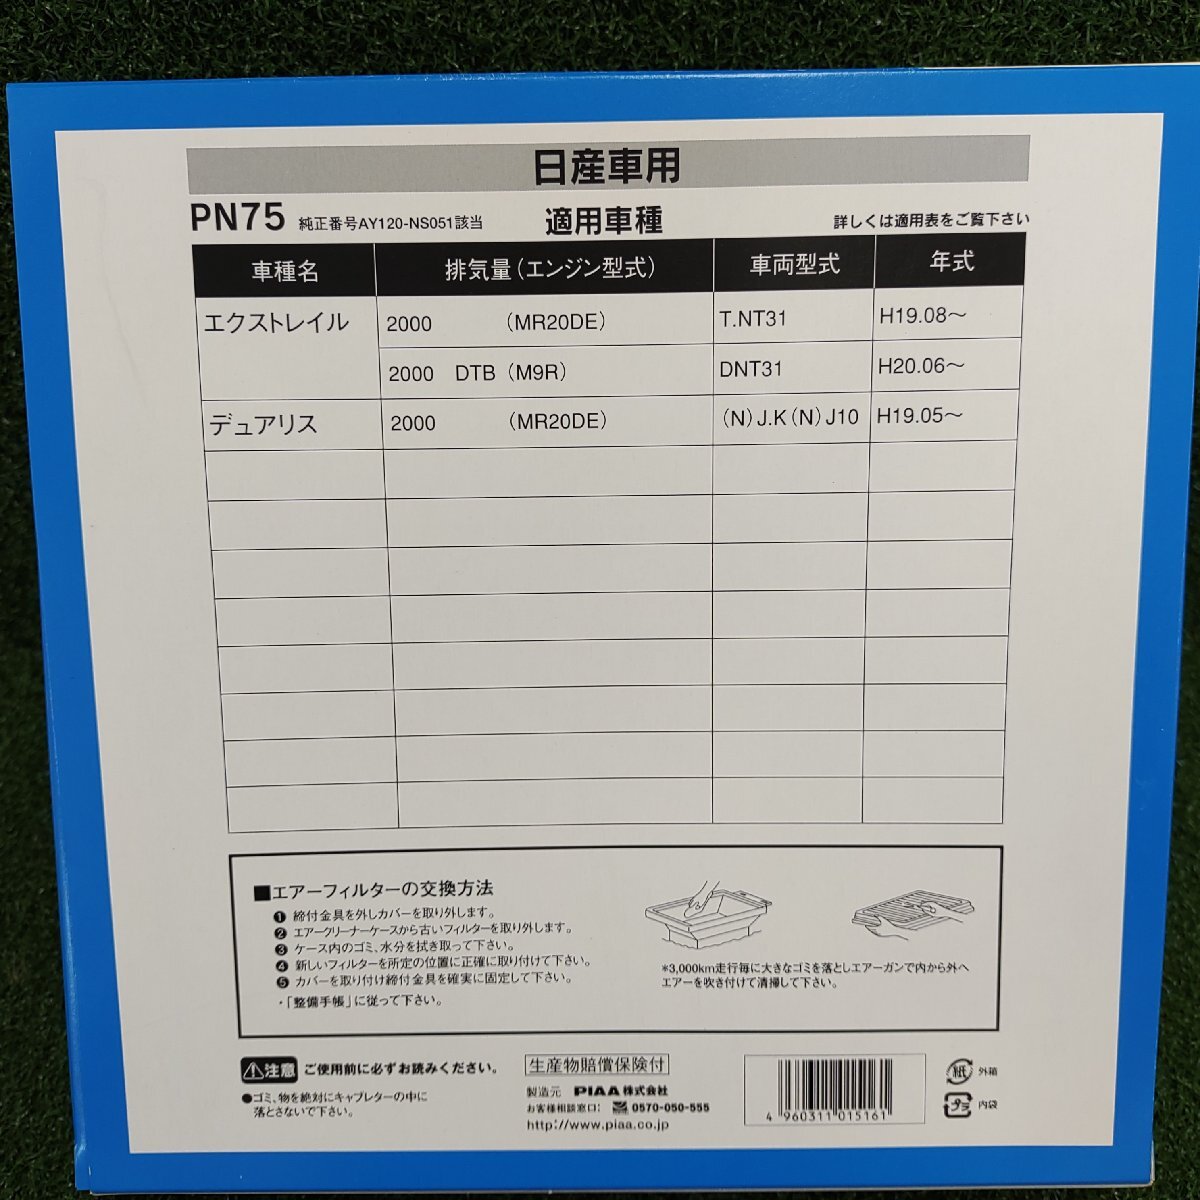 日産車用
PN75 純正番号AY120-NS051該当 適用車種 詳しくは適用表をご覧下さい
車種名 排気量（エンジン型式） 車両型式 年式
エクストレイル 2000 （MR20DE） T.NT31 H19.08～
2000 DTB（M9R） DNT31 H20.06～
デュアリス 2000 （MR20DE） （N）J.K（N）J10 H19.05～
■エアーフィルターの交換方法
❶ 締付金具を外しカバーを取り外します。
❷ エアークリーナーケースから古いフィルターを取り外します。
❸ ケース内のゴミ、水分を拭き取って下さい。
❹ 新しいフィルターを所定の位置に正確に取り付けて下さい。
❺ カバーを取り付け締付金具を確実に固定して下さい。
・「整備手帳」に従って下さい。
*3,000km走行毎に大きなゴミを落としエアーガンで内から外へ
エアーを吹き付けて清掃して下さい。
注意 ご使用前に必ずお読みください。
●ゴミ、物を絶対にキャブレターの中に
落とさないで下さい。
生産物賠償保険付
製造元 PIAA株式会社
お客様相談窓口： 0570-050-555
http://www.piaa.co.jp
4 960311 015161
紙 外箱
プラ 内袋